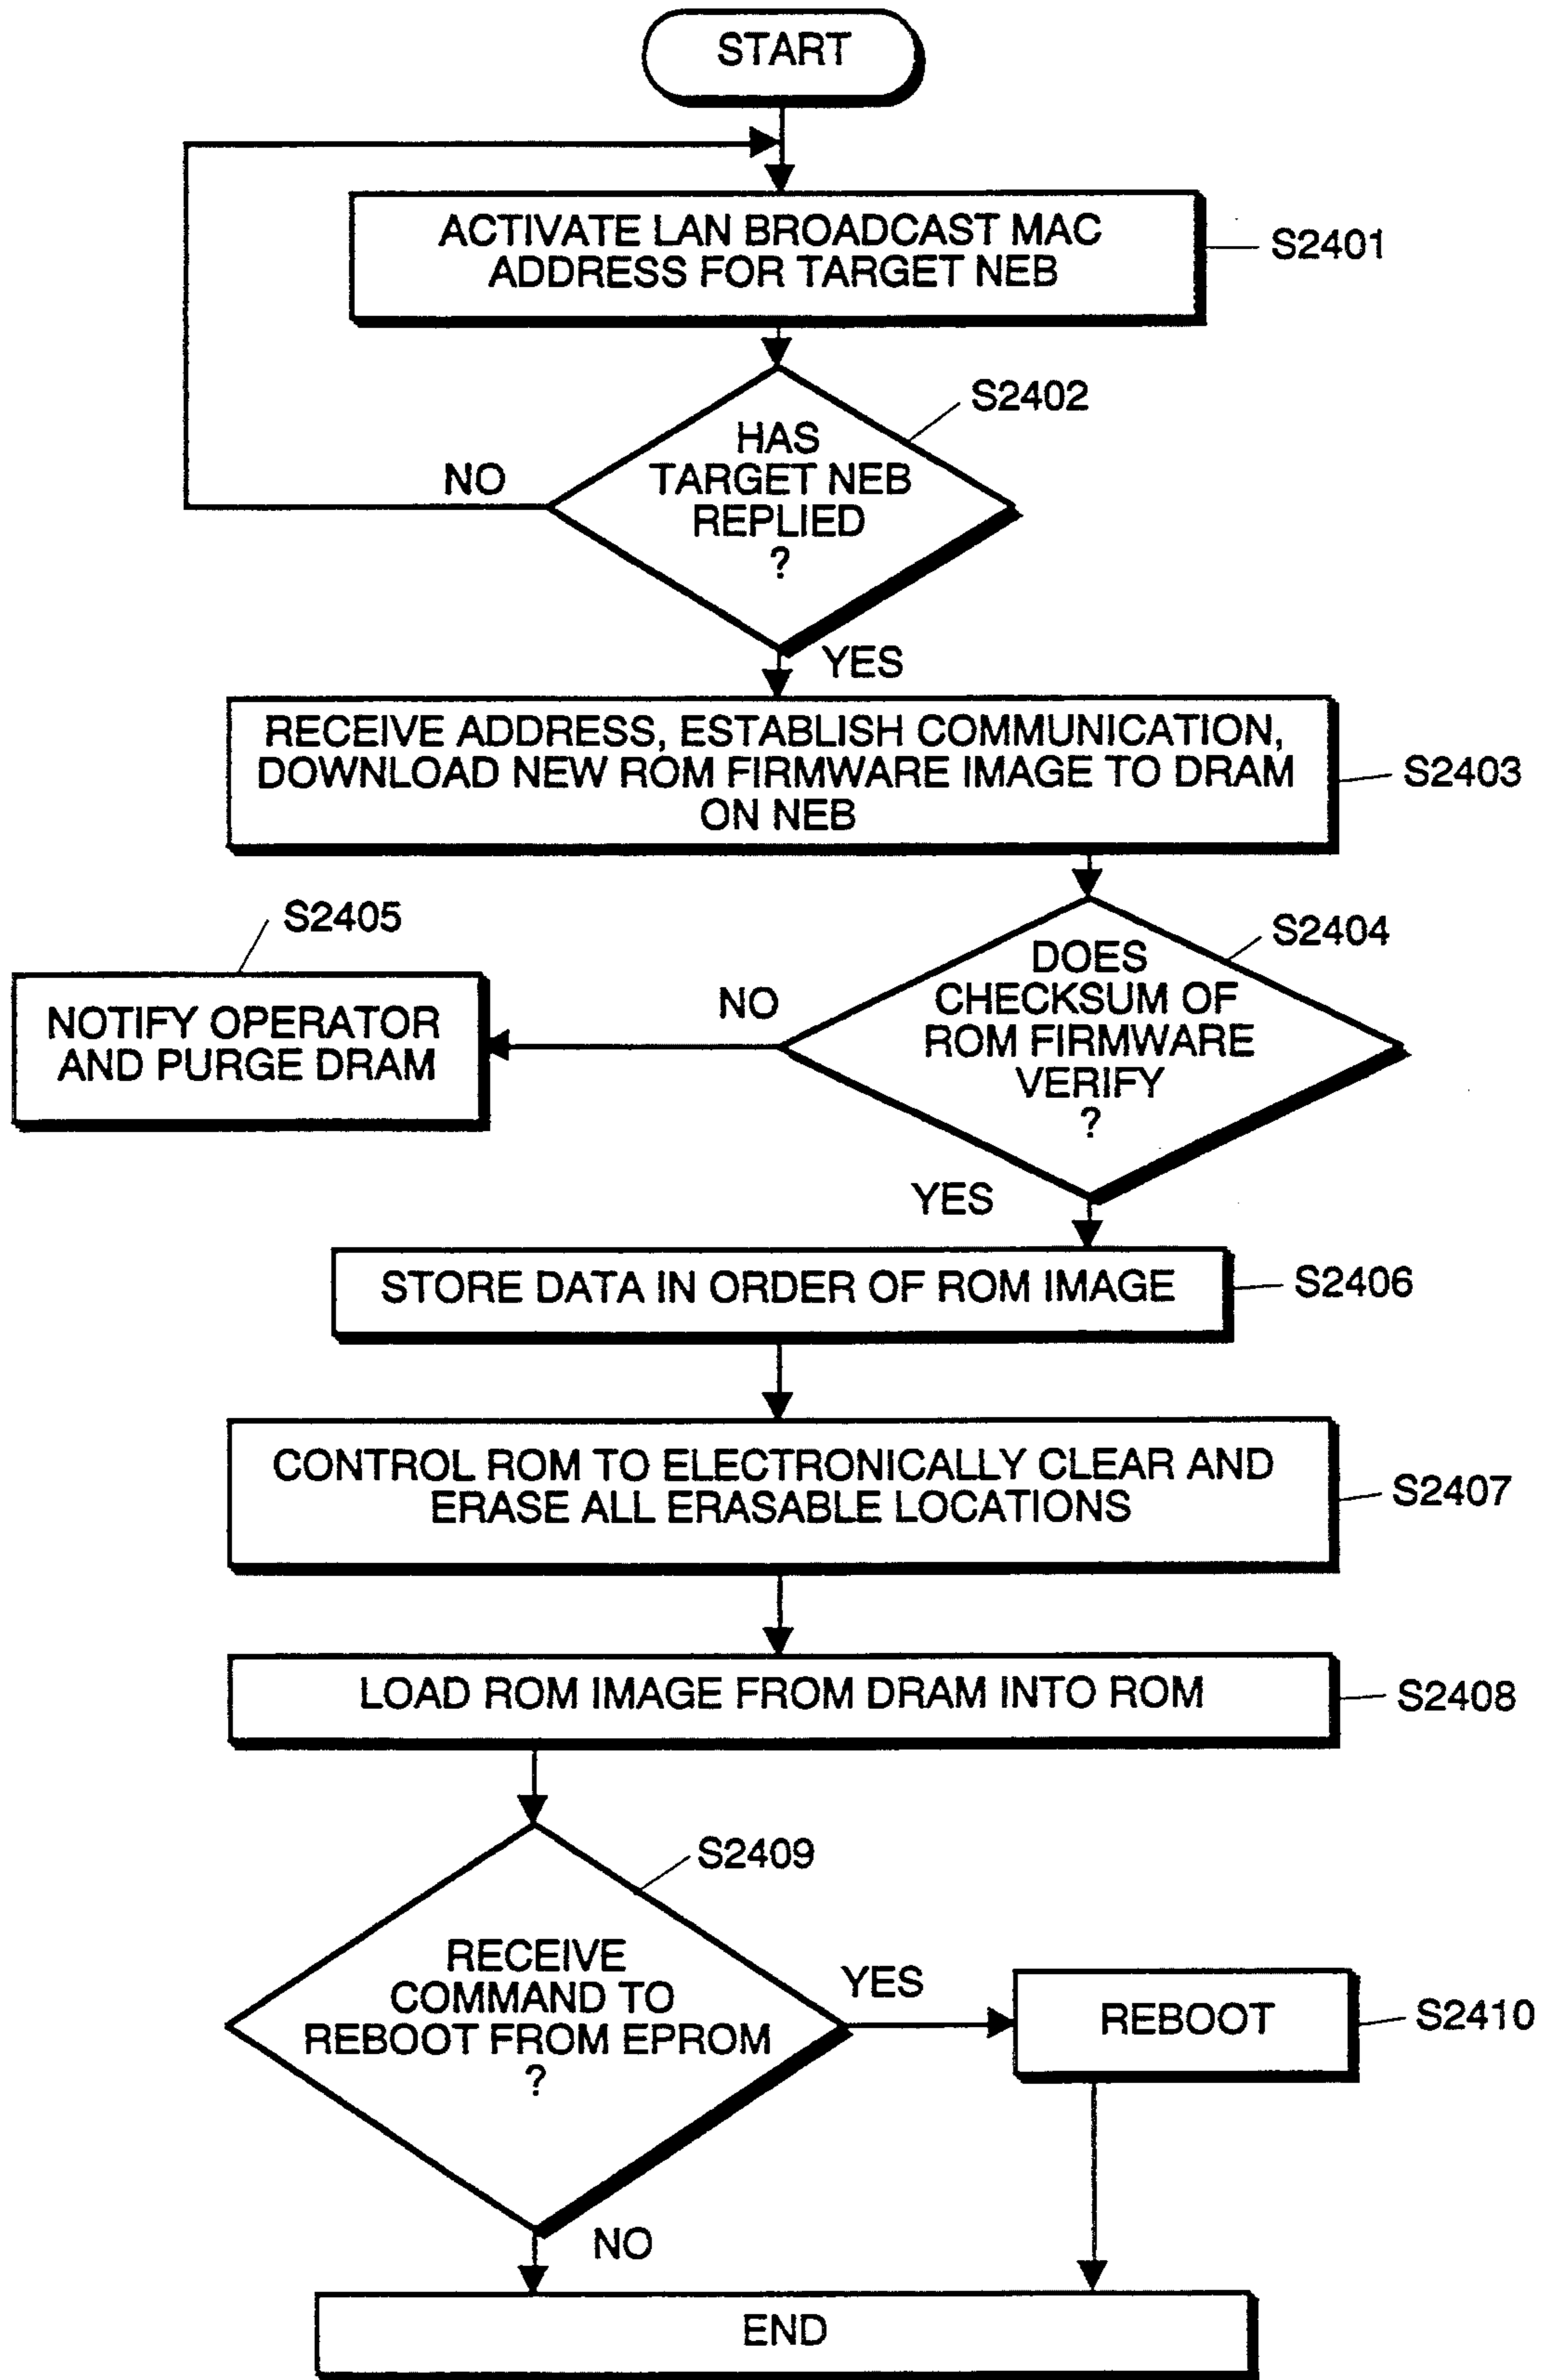 START
ACTIVATE LAN BROADCAST MAC
ADDRESS FOR TARGET NEB
S2401
S2402
HAS
TARGET NEB
REPLIED
?
NO
YES
RECEIVE ADDRESS, ESTABLISH COMMUNICATION,
DOWNLOAD NEW ROM FIRMWARE IMAGE TO DRAM
ON NEB
S2403
S2405
S2404
NOTIFY OPERATOR
AND PURGE DRAM
NO
DOES
CHECKSUM OF
ROM FIRMWARE
VERIFY
?
YES
STORE DATA IN ORDER OF ROM IMAGE
S2406
CONTROL ROM TO ELECTRONICALLY CLEAR AND
ERASE ALL ERASABLE LOCATIONS
S2407
LOAD ROM IMAGE FROM DRAM INTO ROM
S2408
S2409
RECEIVE
COMMAND TO
REBOOT FROM EPROM
?
YES
REBOOT
S2410
NO
END